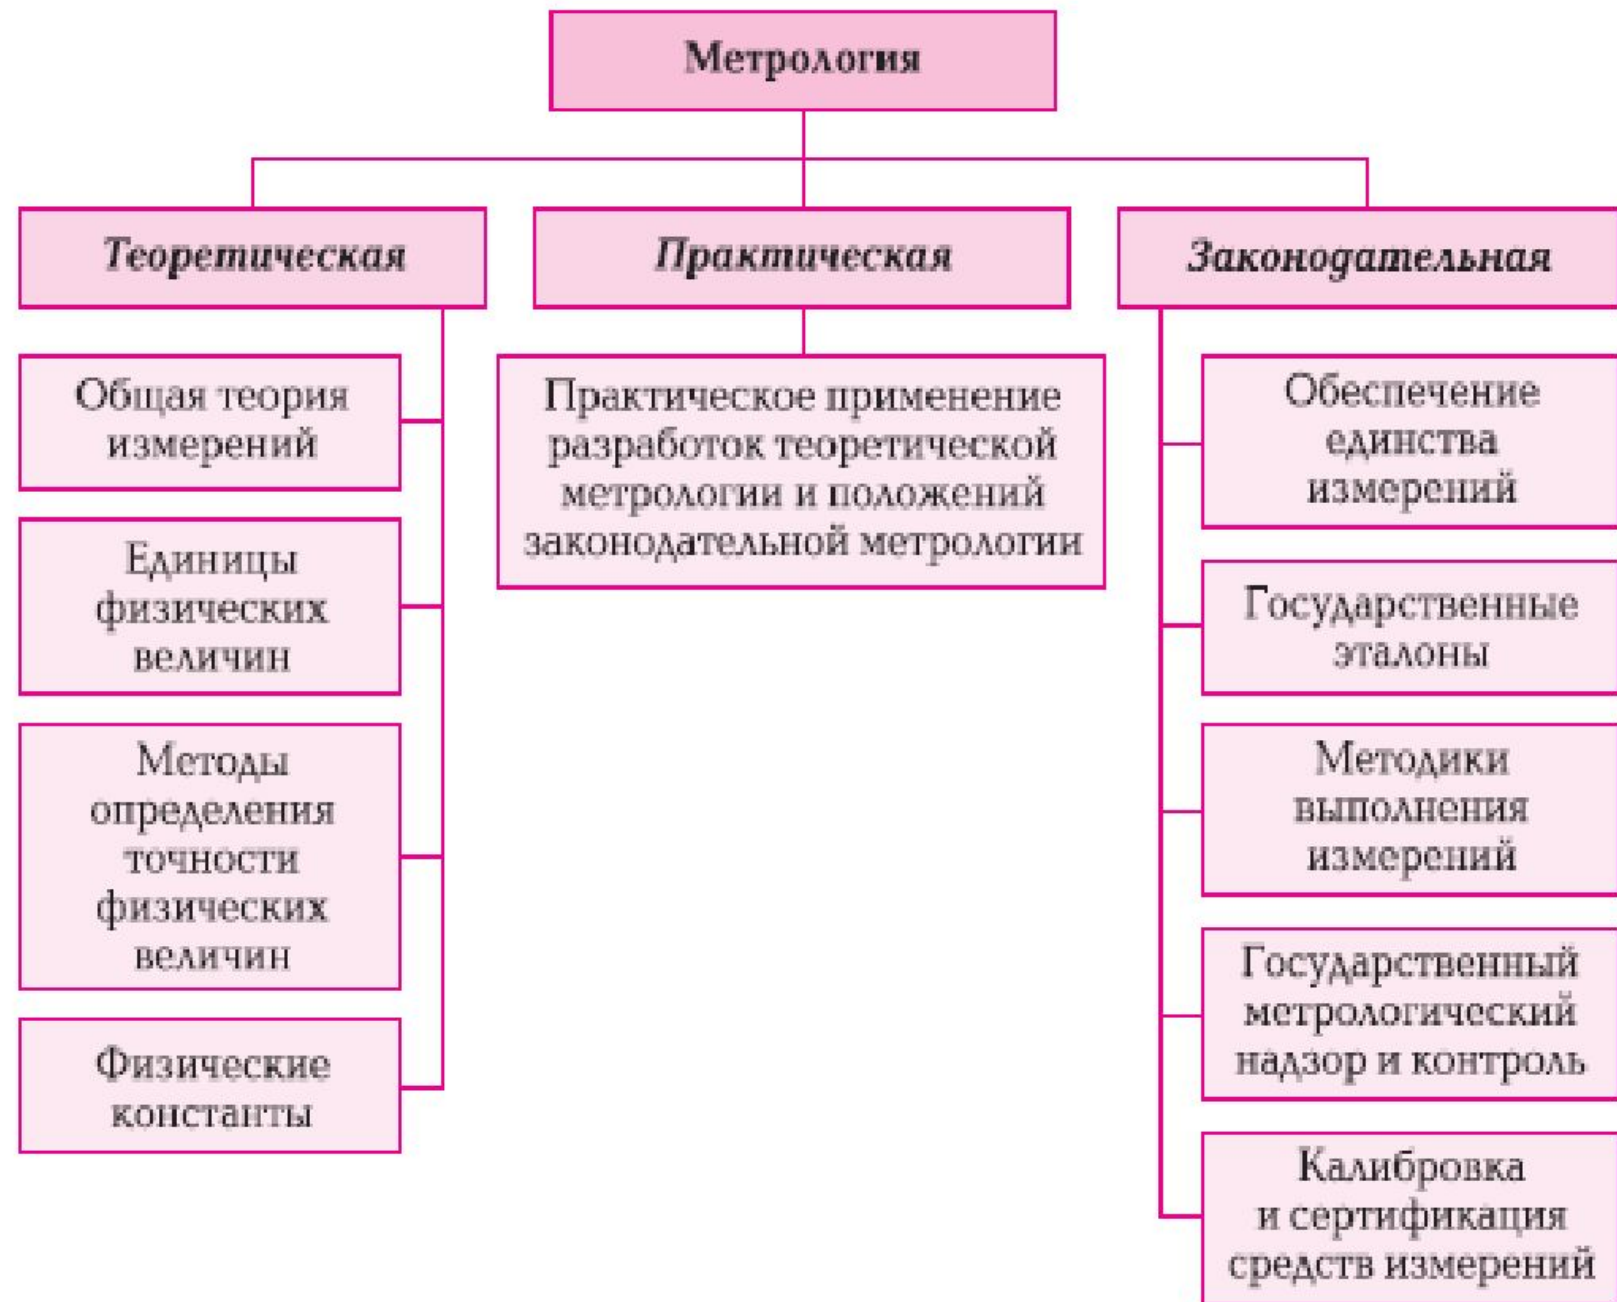 Метрология
Теоретическая
Общая теория
измерений
Единицы
физических
величин
Методы
определения
точности
физических
величин
Физические
константы
Практическая
Практическое применение
разработок теоретической
метрологии и положений
законодательной метрологии
Законодательная
Обеспечение
единства
измерений
Государственные
эталоны
Методики
выполнения
измерений
Государственный
метрологический
надзор и контроль
Калибровка
и сертификация
средств измерений